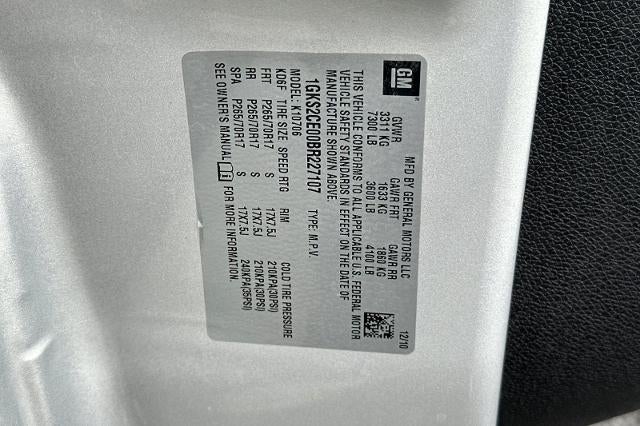 GM
MFD BY GENERAL MOTORS LLC 12/10
GVWR GAWR FRT GAWR RR
3311 KG 1633 KG 1860 KG
7300 LB 3600 LB 4100 LB
THIS VEHICLE CONFORMS TO ALL APPLICABLE U.S. FEDERAL MOTOR
VEHICLE SAFETY STANDARDS IN EFFECT ON THE DATE OF
MANUFACTURE SHOWN ABOVE.
1GKS2CE00BR227107 TYPE: M.P.V.
MODEL: K10706
KD6F TIRE SIZE SPEED RTG RIM COLD TIRE PRESSURE
FRT P265/70R17 S 17X7.5J 210KPA(30PSI)
RR P265/70R17 S 17X7.5J 210KPA(30PSI)
SPA P265/70R17 S 17X7.5J 240KPA(35PSI)
SEE OWNER'S MANUAL FOR MORE INFORMATION.